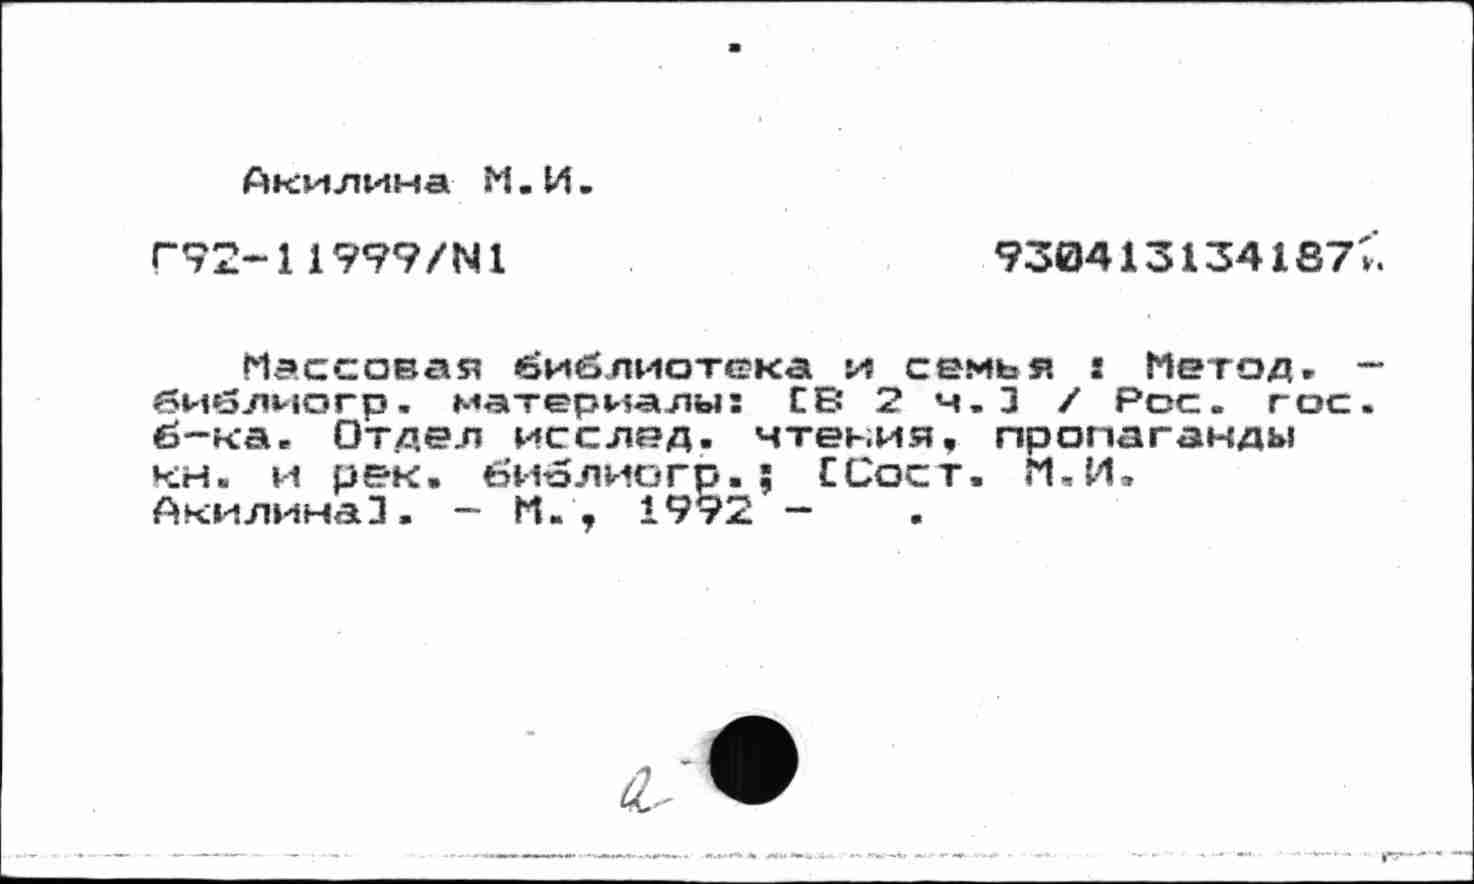 Акилина М.И.
Г92-11999/N1 930413134187
Массовая библиотека и семья : Метод. -
библиогр. материалы: [В 2 ч.] / Рос. гос.
б-ка. Отдел исслед. чтения, пропаганды
кн. и рек. библиогр.; [Сост. М.И.
Акилина]. - М., 1992 - .